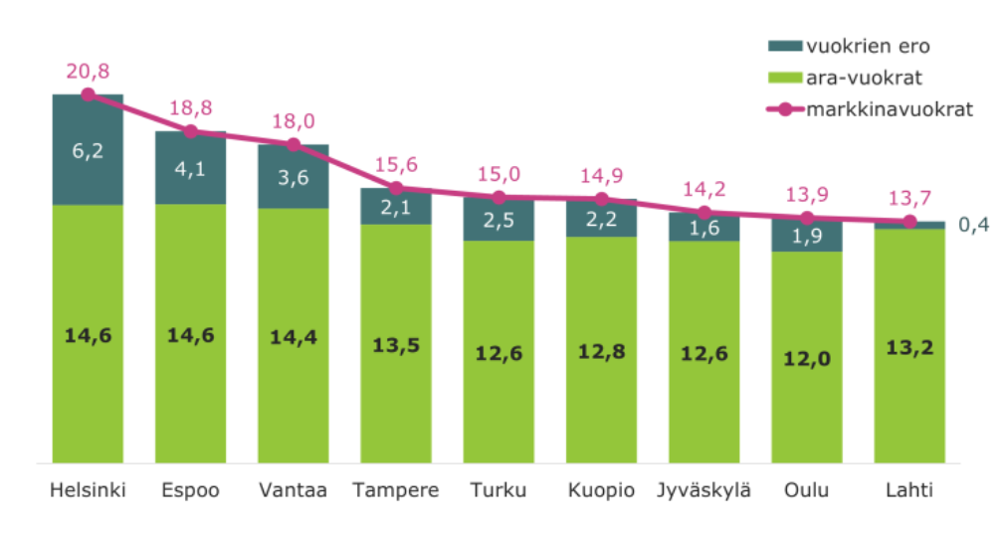 vuokrien ero
ara-vuokrat
markkinavuokrat
20,8
18,8
18,0
15,6
15,0
14,9
14,2
13,9
13,7
6,2
4,1
3,6
2,1
2,5
2,2
1,6
1,9
0,4
14,6
14,6
14,4
13,5
12,6
12,8
12,6
12,0
13,2
Helsinki
Espoo
Vantaa
Tampere
Turku
Kuopio
Jyväskylä
Oulu
Lahti